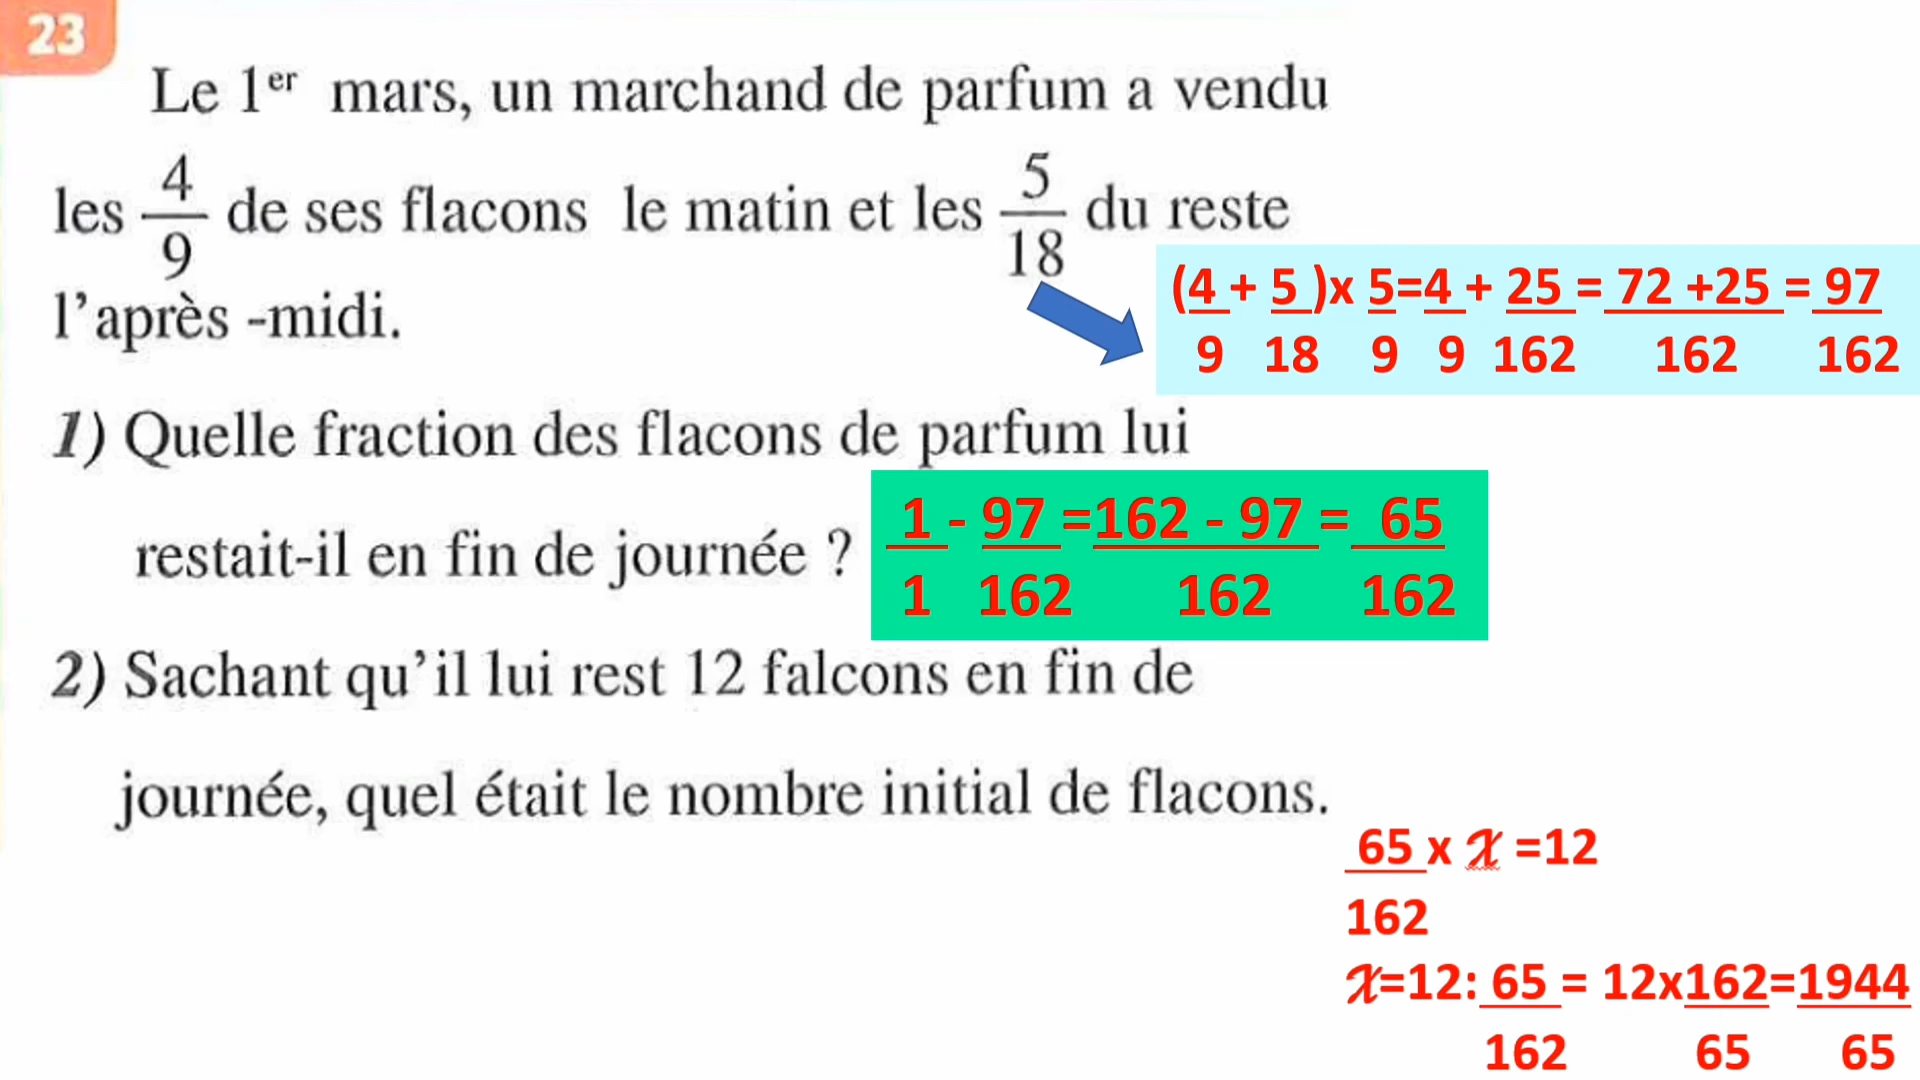 23
Le 1er mars, un marchand de parfum a vendu
les 4/9 de ses flacons le matin et les 5/18 du reste
l'après -midi.
(4 + 5 )x 5=4 + 25 = 72 +25 = 97
9 18 9 9 162 162 162
1) Quelle fraction des flacons de parfum lui
restait-il en fin de journée ?
1 - 97 =162 - 97 = 65
1 162 162 162
2) Sachant qu'il lui rest 12 falcons en fin de
journée, quel était le nombre initial de flacons.
65 x 𝒳 =12
162
𝒳=12: 65 = 12x162=1944
162 65 65